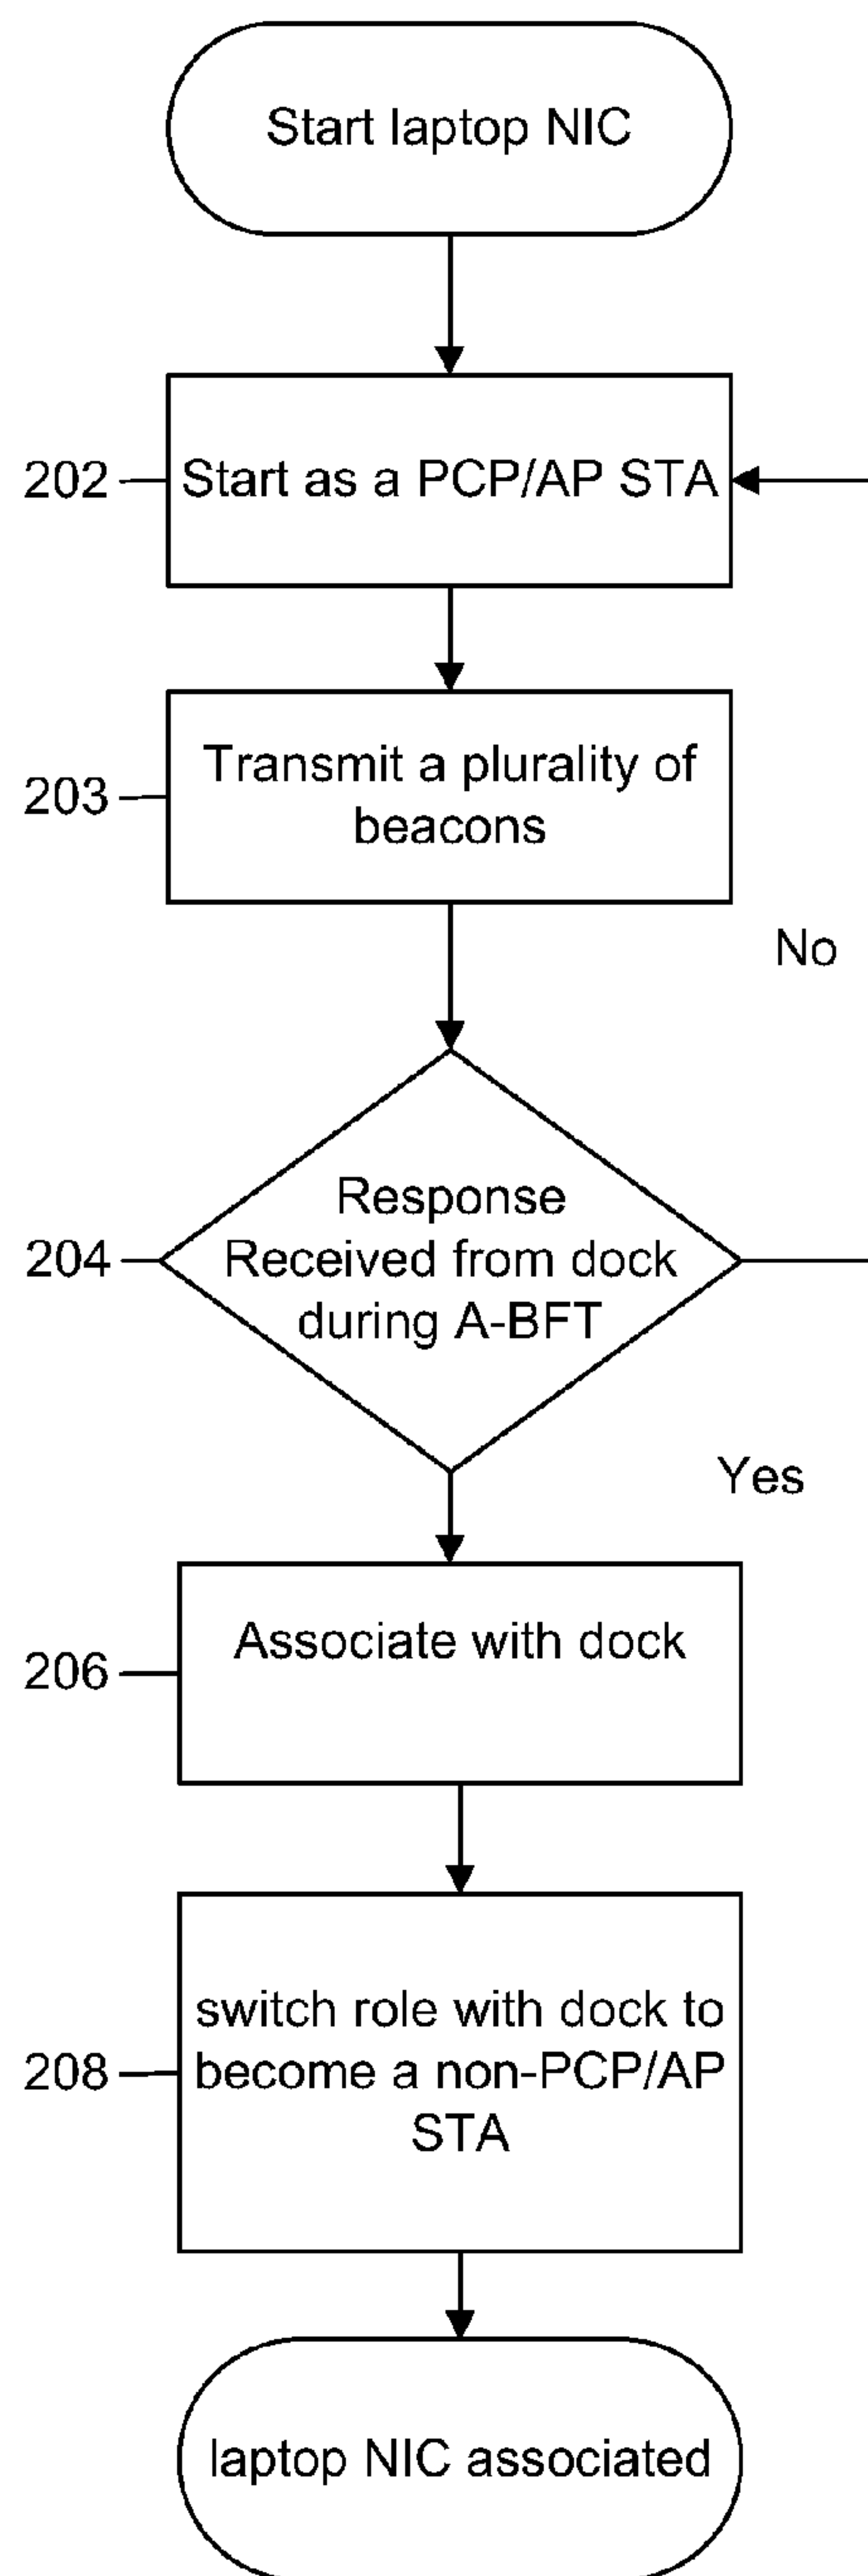 Start laptop NIC
202
Start as a PCP/AP STA
203
Transmit a plurality of
beacons
No
204
Response
Received from dock
during A-BFT
Yes
206
Associate with dock
208
switch role with dock to
become a non-PCP/AP
STA
laptop NIC associated